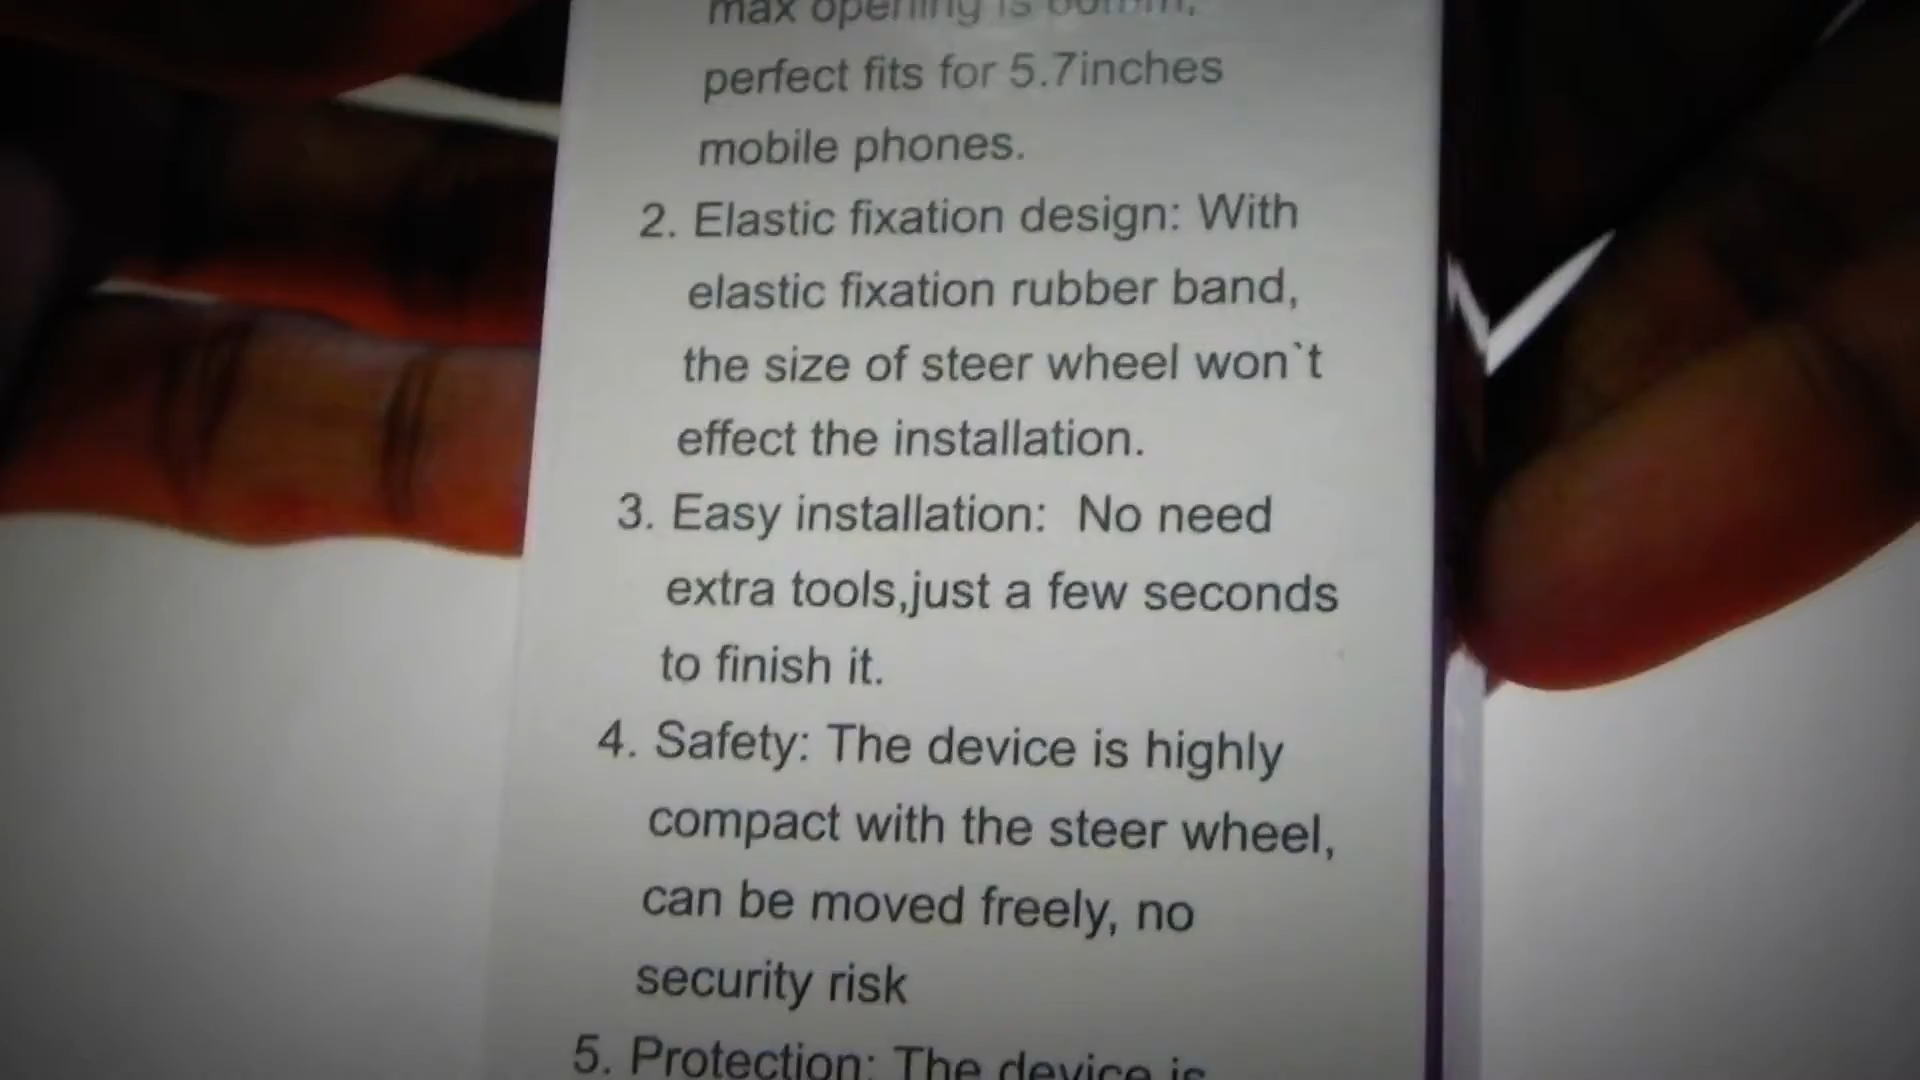 max opening is
perfect fits for 5.7inches
mobile phones.
2. Elastic fixation design: With
elastic fixation rubber band,
the size of steer wheel won`t
effect the installation.
3. Easy installation: No need
extra tools,just a few seconds
to finish it.
4. Safety: The device is highly
compact with the steer wheel,
can be moved freely, no
security risk
5. Protection: The device is